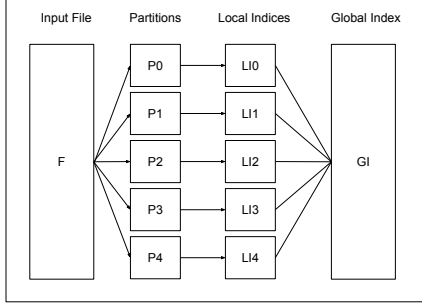 Input File Partitions Local Indices Global Index
P0 LI0
P1 LI1
F P2 LI2 GI
P3 LI3
P4 LI4